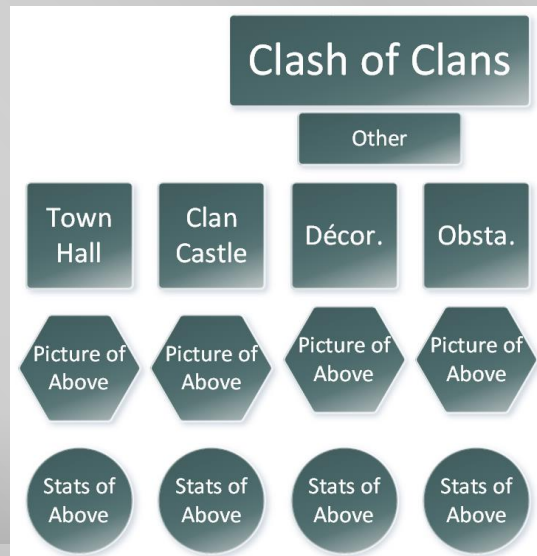 Clash of Clans
Other
Town
Hall
Clan
Castle
Décor.
Obsta.
Picture of
Above
Picture of
Above
Picture of
Above
Picture of
Above
Stats of
Above
Stats of
Above
Stats of
Above
Stats of
Above